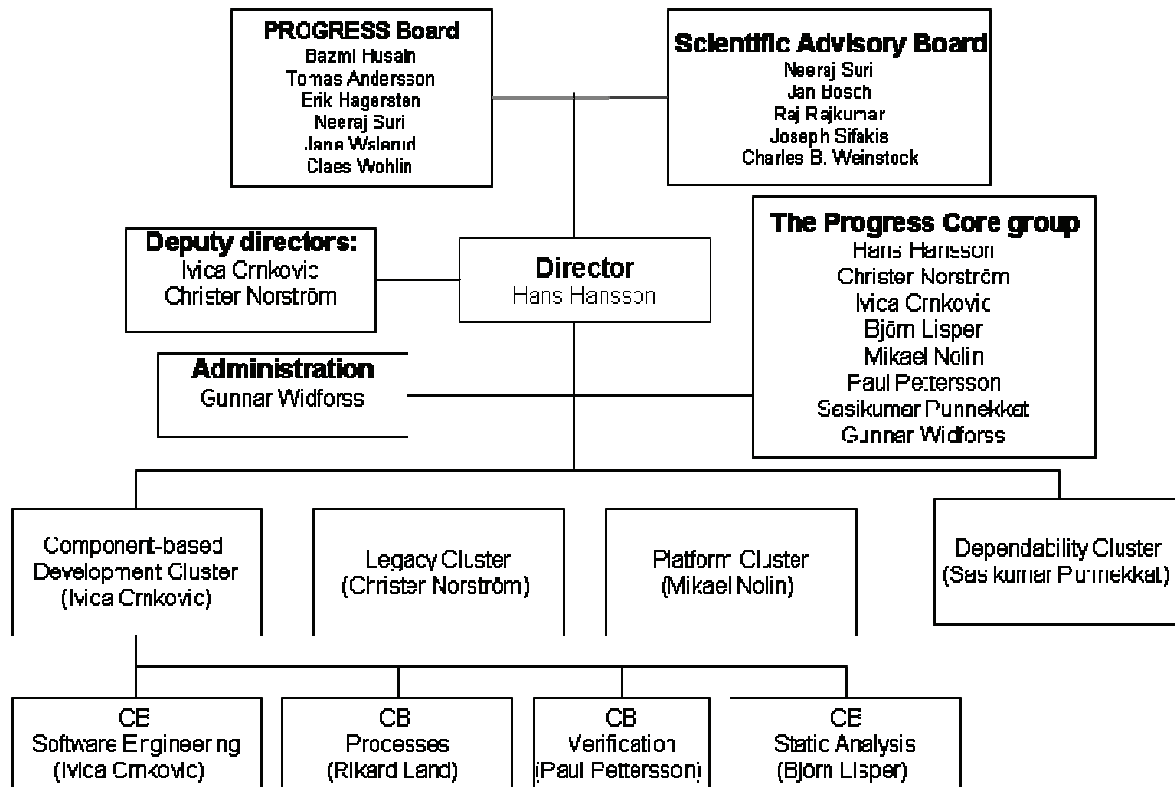 PROGRESS Board
Bazmi Husain
Tomas Andersson
Erik Hagersten
Neeraj Suri
Jane Walerud
Claes Wohlin
Scientific Advisory Board
Neeraj Suri
Jan Bosch
Raj Rajkumar
Joseph Sifakis
Charles B. Weinstock
Deputy directors:
Ivica Crnkovic
Christer Norström
Director
Hans Hansson
The Progress Core group
Hans Hansson
Christer Norström
Ivica Crnkovic
Björn Lisper
Mikael Nolin
Paul Pettersson
Sasikumar Punnekkat
Gunnar Widforss
Administration
Gunnar Widforss
Component-based
Development Cluster
(Ivica Crnkovic)
Legacy Cluster
(Christer Norström)
Platform Cluster
(Mikael Nolin)
Dependability Cluster
(Sasikumar Punnekkat)
CB
Software Engineering
(Ivica Crnkovic)
CB
Processes
(Rikard Land)
CB
Verification
(Paul Pettersson)
CB
Static Analysis
(Björn Lisper)